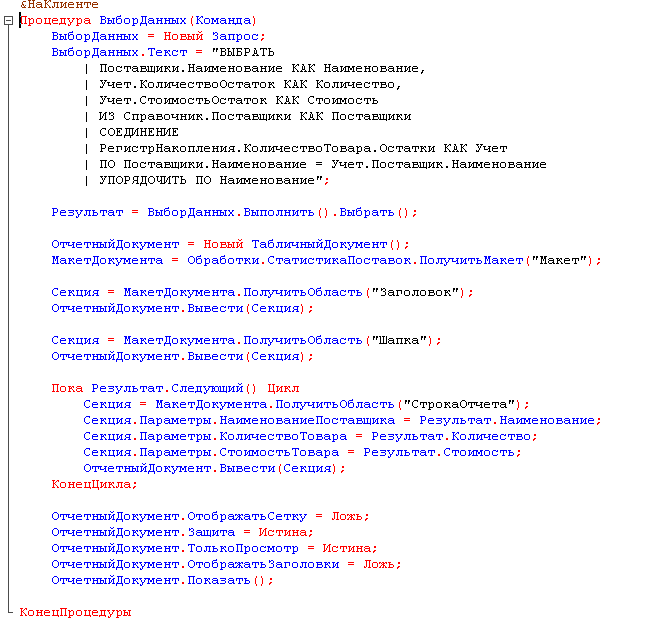 &НаКлиенте
Процедура ВыборДанных(Команда)
ВыборДанных = Новый Запрос;
ВыборДанных.Текст = "ВЫБРАТЬ
| Поставщики.Наименование КАК Наименование,
| Учет.КоличествоОстаток КАК Количество,
| Учет.СтоимостьОстаток КАК Стоимость
| ИЗ Справочник.Поставщики КАК Поставщики
| СОЕДИНЕНИЕ
| РегистрНакопления.КоличествоТовара.Остатки КАК Учет
| ПО Поставщики.Наименование = Учет.Поставщик.Наименование
| УПОРЯДОЧИТЬ ПО Наименование";
Результат = ВыборДанных.Выполнить().Выбрать();
ОтчетныйДокумент = Новый ТабличныйДокумент();
МакетДокумента = Обработки.СтатистикаПоставок.ПолучитьМакет("Макет");
Секция = МакетДокумента.ПолучитьОбласть("Заголовок");
ОтчетныйДокумент.Вывести(Секция);
Секция = МакетДокумента.ПолучитьОбласть("Шапка");
ОтчетныйДокумент.Вывести(Секция);
Пока Результат.Следующий() Цикл
Секция = МакетДокумента.ПолучитьОбласть("СтрокаОтчета");
Секция.Параметры.НаименованиеПоставщика = Результат.Наименование;
Секция.Параметры.КоличествоТовара = Результат.Количество;
Секция.Параметры.СтоимостьТовара = Результат.Стоимость;
ОтчетныйДокумент.Вывести(Секция);
КонецЦикла;
ОтчетныйДокумент.ОтображатьСетку = Ложь;
ОтчетныйДокумент.Защита = Истина;
ОтчетныйДокумент.ТолькоПросмотр = Истина;
ОтчетныйДокумент.ОтображатьЗаголовки = Ложь;
ОтчетныйДокумент.Показать();
КонецПроцедуры